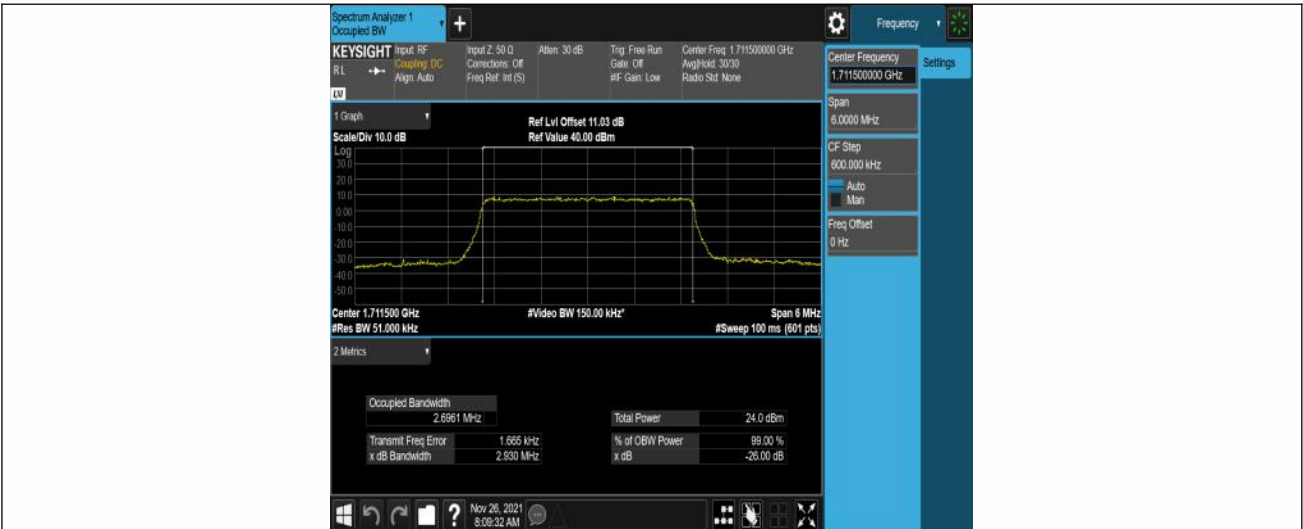 Spectrum Analyzer 1
Occupied BW
+
Frequency
KEYSIGHT
RL
Input: RF
Coupling: DC
Align: Auto
Input Z: 50 Ω
Corrections: Off
Freq Ref: Int (S)
Atten: 30 dB
Trig: Free Run
Gate: Off
#IF Gain: Low
Center Freq: 1.711500000 GHz
Avg|Hold: 30/30
Radio Std: None
Center Frequency
1.711500000 GHz
Settings
Span
6.0000 MHz
CF Step
600.000 kHz
Auto
Man
Freq Offset
0 Hz
1 Graph
Scale/Div 10.0 dB
Ref Lvl Offset 11.03 dB
Ref Value 40.00 dBm
Log
30.0
20.0
10.0
0.00
-10.0
-20.0
-30.0
-40.0
-50.0
Center 1.711500 GHz
#Video BW 150.00 kHz*
Span 6 MHz
#Res BW 51.000 kHz
#Sweep 100 ms (601 pts)
2 Metrics
Occupied Bandwidth
2.6961 MHz
Total Power 24.0 dBm
Transmit Freq Error 1.665 kHz
% of OBW Power 99.00 %
x dB Bandwidth 2.930 MHz
x dB -26.00 dB
?
Nov 26, 2021
8:09:32 AM